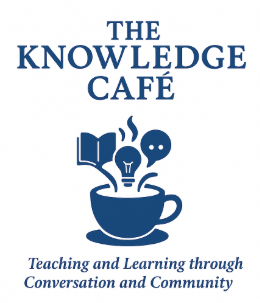 THE
KNOWLEDGE
CAFÉ
Teaching and Learning through
Conversation and Community